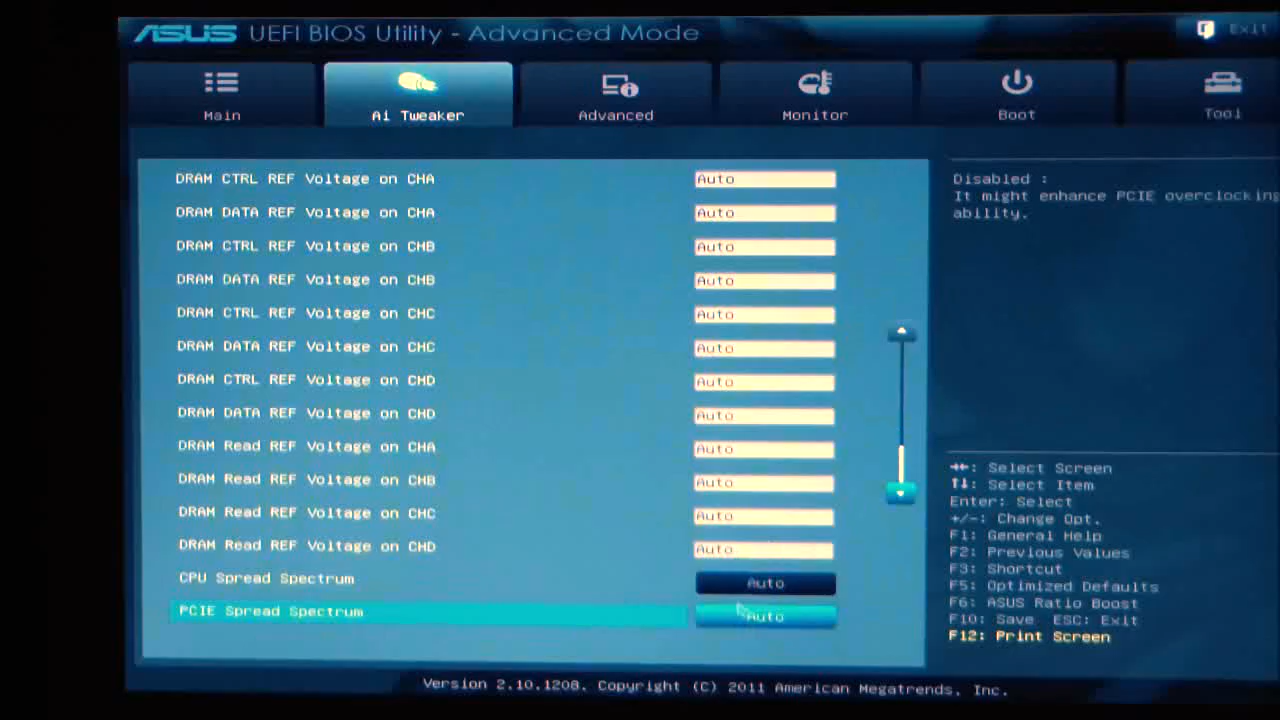 ASUS UEFI BIOS Utility - Advanced Mode
Exit
Main
Ai Tweaker
Advanced
Monitor
Boot
Tool
DRAM CTRL REF Voltage on CHA Auto
DRAM DATA REF Voltage on CHA Auto
DRAM CTRL REF Voltage on CHB Auto
DRAM DATA REF Voltage on CHB Auto
DRAM CTRL REF Voltage on CHC Auto
DRAM DATA REF Voltage on CHC Auto
DRAM CTRL REF Voltage on CHD Auto
DRAM DATA REF Voltage on CHD Auto
DRAM Read REF Voltage on CHA Auto
DRAM Read REF Voltage on CHB Auto
DRAM Read REF Voltage on CHC Auto
DRAM Read REF Voltage on CHD Auto
CPU Spread Spectrum Auto
PCIE Spread Spectrum Auto
Disabled :
It might enhance PCIE overclocking
ability.
→←: Select Screen
↑↓: Select Item
Enter: Select
+/-: Change Opt.
F1: General Help
F2: Previous Values
F3: Shortcut
F5: Optimized Defaults
F6: ASUS Ratio Boost
F10: Save ESC: Exit
F12: Print Screen
Version 2.10.1208. Copyright (C) 2011 American Megatrends, Inc.